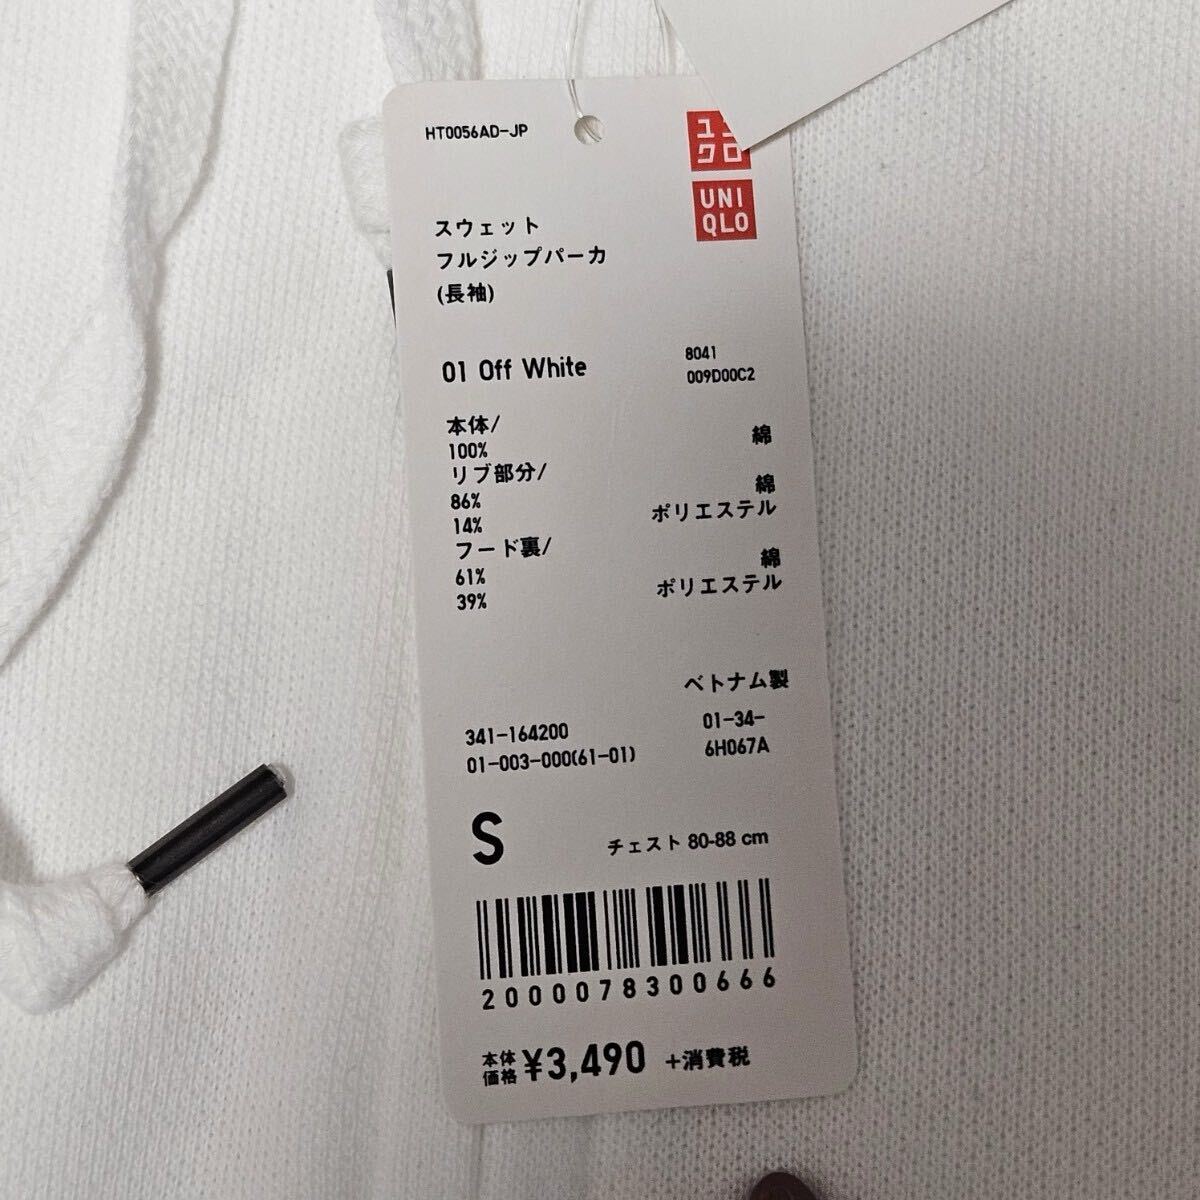 HT0056AD-JP
クロ
UNI
QLO
スウェット
フルジップパーカ
(長袖)
01 Off White
8041
009D00C2
本体/
100% 綿
リブ部分/
86% 綿
14% ポリエステル
フード裏/
61% 綿
39% ポリエステル
ベトナム製
341-164200
01-003-000(61-01)
01-34-
6H067A
S
チェスト 80-88 cm
2000078300666
本体
価格 ¥3,490 +消費税